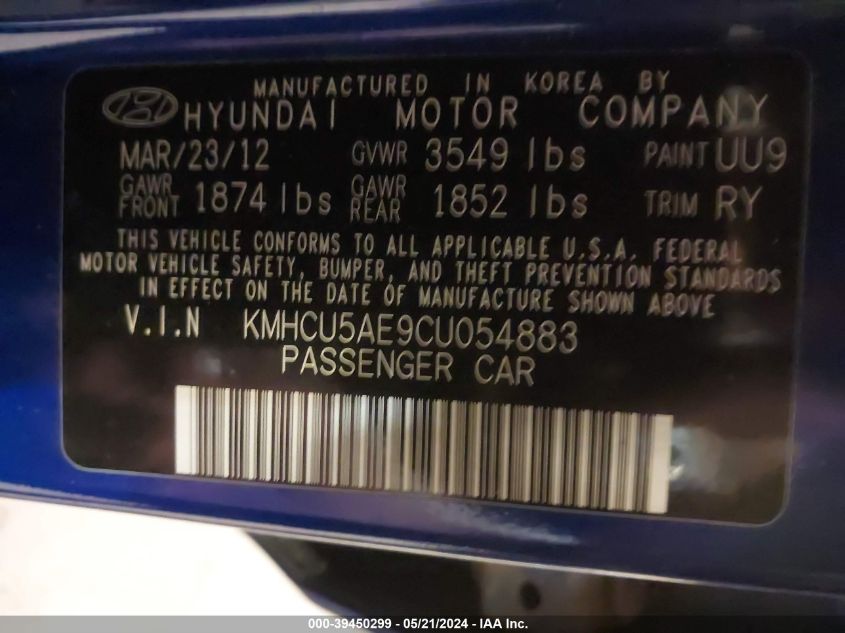 MANUFACTURED IN KOREA BY
HYUNDAI MOTOR COMPANY
MAR/23/12 GVWR 3549 lbs PAINT UU9
GAWR FRONT 1874 lbs GAWR REAR 1852 lbs TRIM RY
THIS VEHICLE CONFORMS TO ALL APPLICABLE U.S.A. FEDERAL
MOTOR VEHICLE SAFETY, BUMPER, AND THEFT PREVENTION STANDARDS
IN EFFECT ON THE DATE OF MANUFACTURE SHOWN ABOVE
V.I.N KMHCU5AE9CU054883
PASSENGER CAR
000-39450299 - 05/21/2024 - IAA Inc.